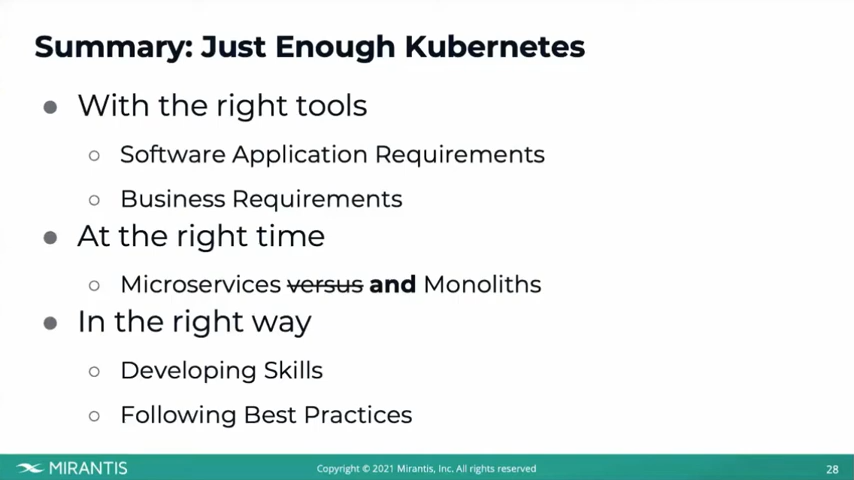 Summary: Just Enough Kubernetes
● With the right tools
○ Software Application Requirements
○ Business Requirements
● At the right time
○ Microservices versus and Monoliths
● In the right way
○ Developing Skills
○ Following Best Practices
MIRANTIS
Copyright © 2021 Mirantis, Inc. All rights reserved
28